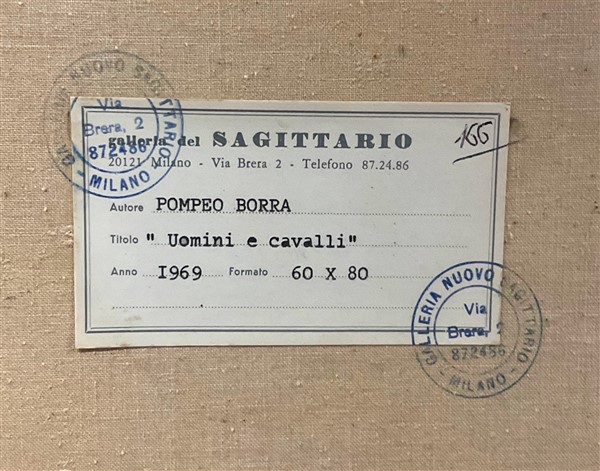 GALLERIA NUOVO SAGITTARIO
Via
Brera, 2
872486
- MILANO -
galleria del SAGITTARIO
166
20121 Milano - Via Brera 2 - Telefono 87.24.86
Autore POMPEO BORRA
Titolo " Uomini e cavalli"
Anno I969 Formato 60 X 80
GALLERIA NUOVO SAGITTARIO
Via
Brera, 2
872486
- MILANO -